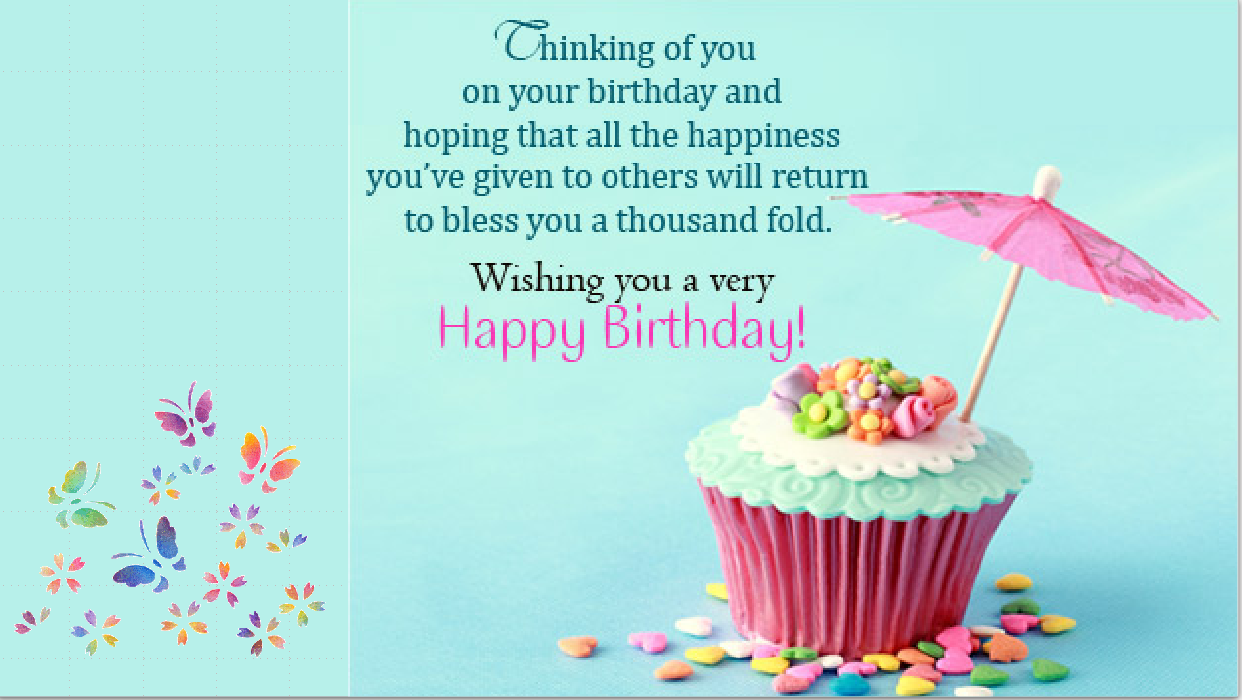 Thinking of you
on your birthday and
hoping that all the happiness
you've given to others will return
to bless you a thousand fold.
Wishing you a very
Happy Birthday!